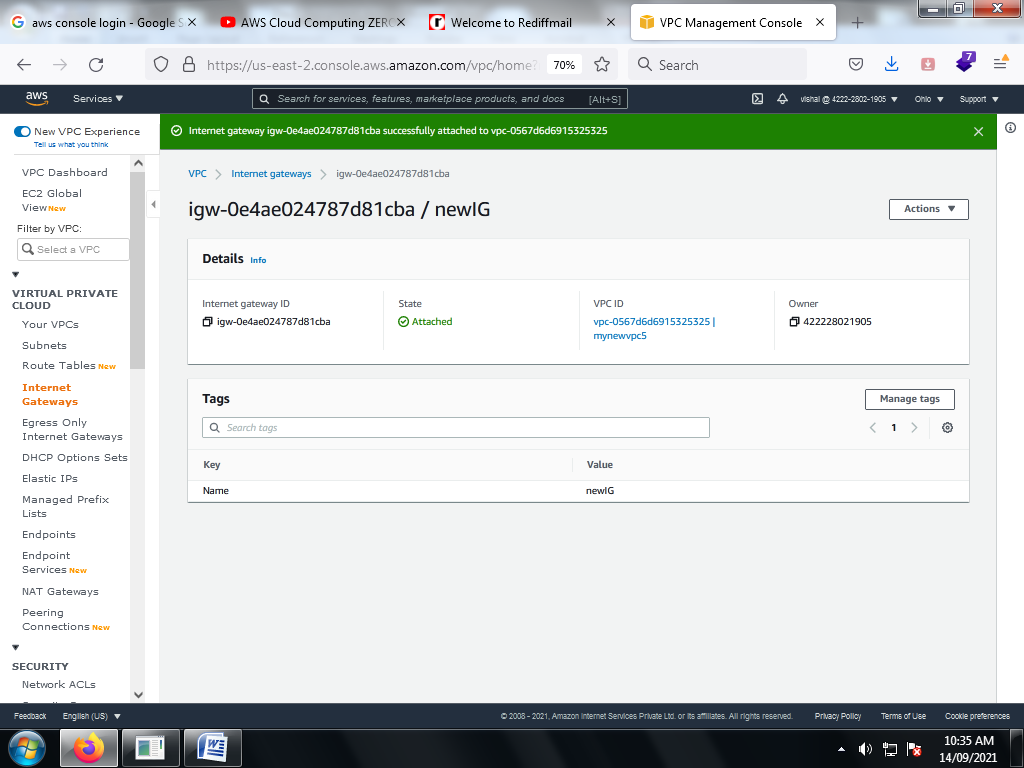 aws console login - Google S
AWS Cloud Computing ZERO
Welcome to Rediffmail
VPC Management Console
https://us-east-2.console.aws.amazon.com/vpc/home?
70%
Search
7
aws
Services
Search for services, features, marketplace products, and docs [Alt+S]
vishal @ 4222-2802-1905
Ohio
Support
New VPC Experience
Tell us what you think
Internet gateway igw-0e4ae024787d81cba successfully attached to vpc-0567d6d6915325325
VPC Dashboard
EC2 Global
View New
Filter by VPC:
Select a VPC
VIRTUAL PRIVATE
CLOUD
Your VPCs
Subnets
Route Tables New
Internet
Gateways
Egress Only
Internet Gateways
DHCP Options Sets
Elastic IPs
Managed Prefix
Lists
Endpoints
Endpoint
Services New
NAT Gateways
Peering
Connections New
SECURITY
Network ACLs
VPC
Internet gateways
igw-0e4ae024787d81cba
igw-0e4ae024787d81cba / newIG
Actions
Details Info
Internet gateway ID
igw-0e4ae024787d81cba
State
Attached
VPC ID
vpc-0567d6d6915325325 |
mynewvpc5
Owner
422228021905
Tags
Manage tags
Search tags
1
Key
Value
Name
newIG
Feedback
English (US)
© 2008 - 2021, Amazon Internet Services Private Ltd. or its affiliates. All rights reserved.
Privacy Policy
Terms of Use
Cookie preferences
10:35 AM
14/09/2021